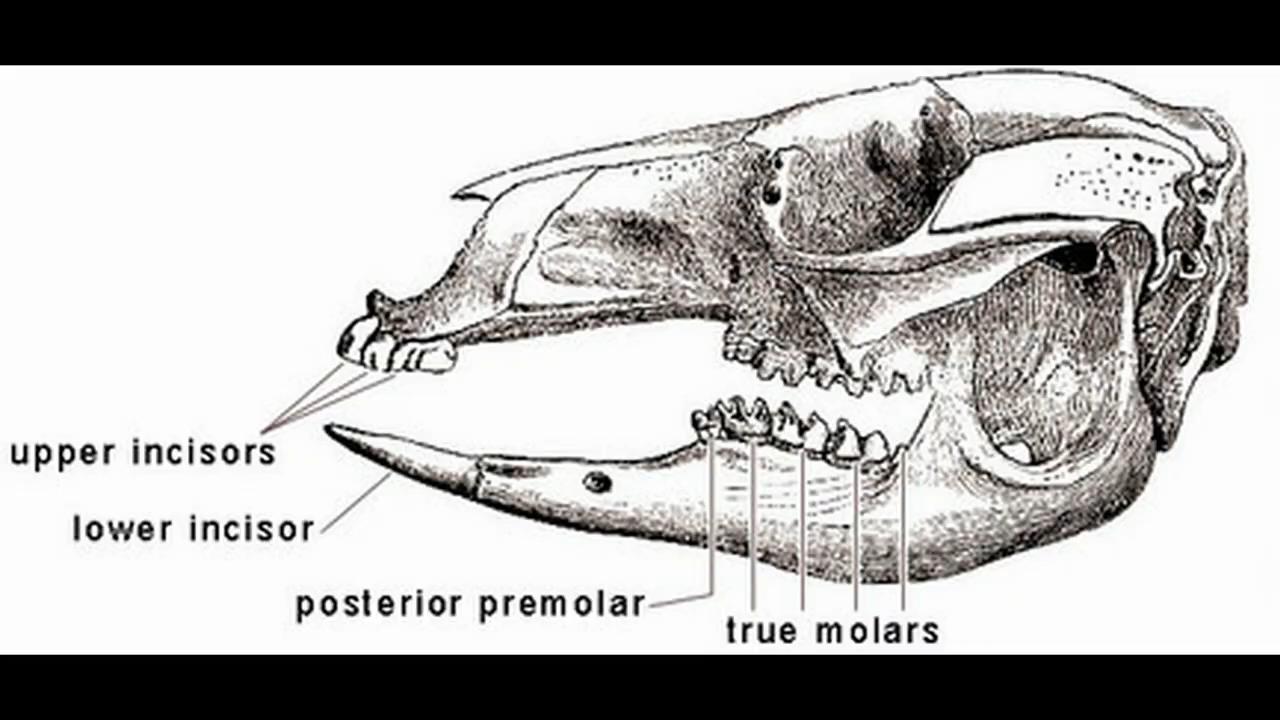 upper incisors
lower incisor
posterior premolar
true molars